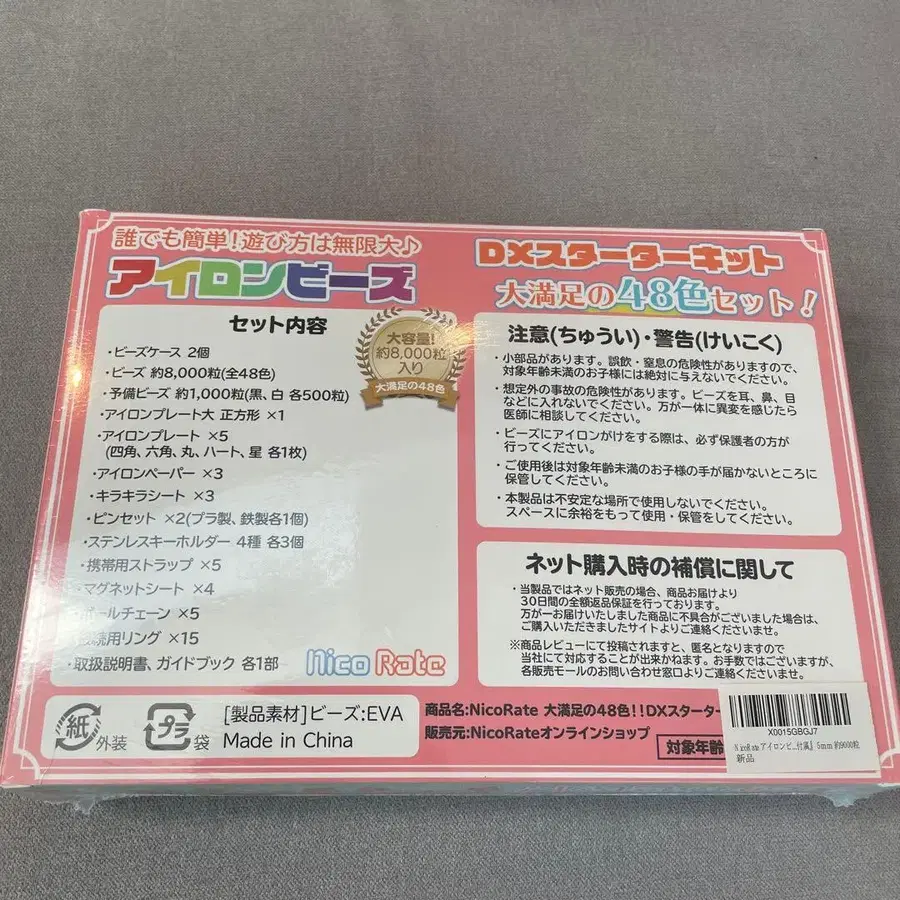 誰でも簡単!遊び方は無限大♪
アイロンビーズ
DXスターターキット
大満足の48色セット!
セット内容
・ビーズケース 2個
・ビーズ 約8,000粒(全48色)
・予備ビーズ 約1,000粒(黒、白 各500粒)
・アイロンプレート大 正方形 ×1
・アイロンプレート ×5
(四角、六角、丸、ハート、星 各1枚)
・アイロンペーパー ×3
・キラキラシート ×3
・ピンセット ×2(プラ製、鉄製各1個)
・ステンレスキーホルダー 4種 各3個
・携帯用ストラップ ×5
・マグネットシート ×4
ボールチェーン ×5
用リング ×15
・取扱説明書、ガイドブック 各1部
大容量!
約8,000粒
入り
大満足の48色
Nico Rate
注意(ちゅうい)・警告(けいこく)
・小部品があります。誤飲・窒息の危険性がありますので、
対象年齢未満のお子様には絶対に与えないでください。
・想定外の事故の危険性があります。ビーズを耳、鼻、目
などに入れないでください。万が一体に異変を感じたら
医師に相談してください。
・ビーズにアイロンがけをする際は、必ず保護者の方が
行ってください。
・ご使用後は対象年齢未満のお子様の手が届かないところに
保管してください。
・本製品は不安定な場所で使用しないでください。
スペースに余裕をもって使用・保管をしてください。
ネット購入時の補償に関して
・当製品ではネット販売の場合、商品お届けより
30日間の全額返品保証を行っております。
万が一お届けいたしました商品に不具合がございました場合は、
ご購入いただきましたサイトよりご連絡くださいませ。
※商品レビューにて投稿されますと、匿名となりますので
当社にて対応することが出来かねます。お手数ではございますが、
各販売モールのお問い合わせ窓口よりご連絡くださいませ。
紙 外装
プラ 袋
[製品素材]ビーズ:EVA
Made in China
商品名:NicoRate 大満足の48色!!DXスターター
販売元:NicoRateオンラインショップ
対象年齢
X0015GBGJ7
NicoRate アイロンビ...付属』 5mm 約9000粒
新品